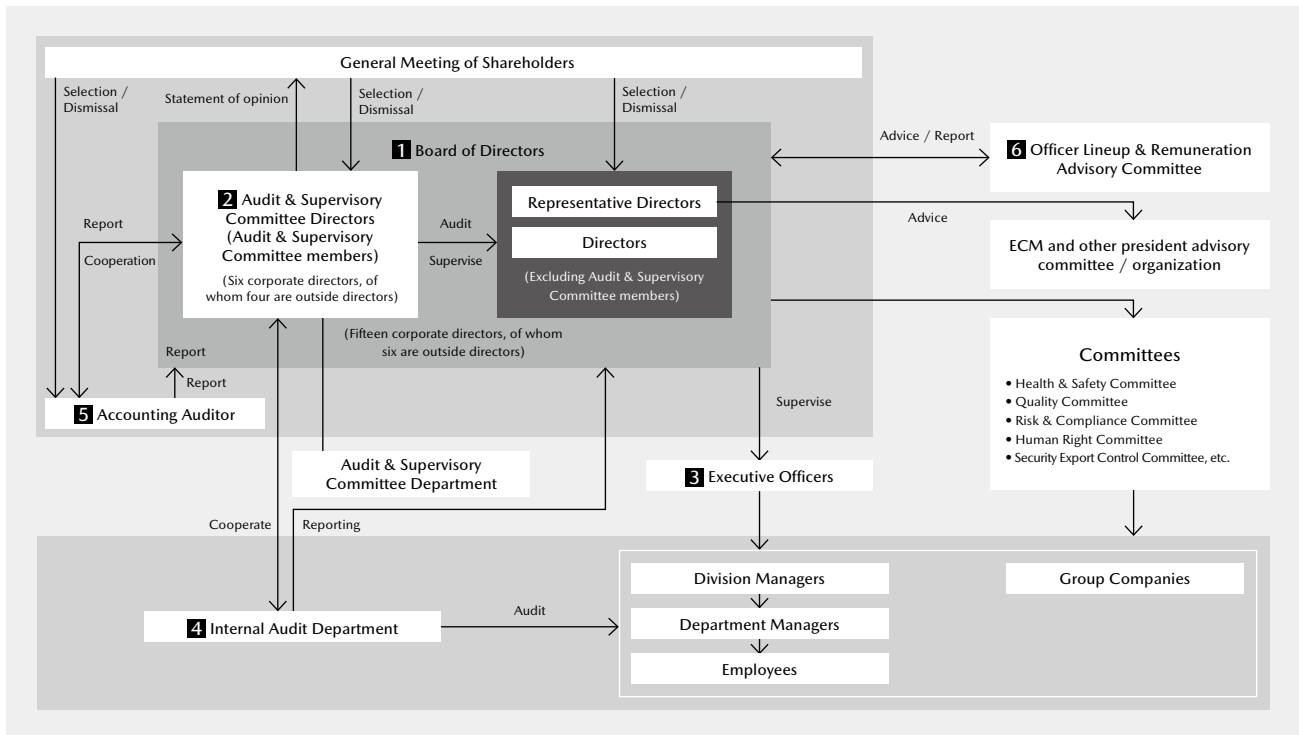 General Meeting of Shareholders
Selection /
Dismissal
Statement of opinion
Selection /
Dismissal
Selection /
Dismissal
1 Board of Directors
Advice / Report
6 Officer Lineup & Remuneration
Advisory Committee
2 Audit & Supervisory
Committee Directors
(Audit & Supervisory
Committee members)
(Six corporate directors, of
whom four are outside directors)
Report
Cooperation
Audit
Supervise
Representative Directors
Directors
(Excluding Audit & Supervisory
Committee members)
Advice
ECM and other president advisory
committee / organization
(Fifteen corporate directors, of whom
six are outside directors)
Report
Report
5 Accounting Auditor
Supervise
Committees
• Health & Safety Committee
• Quality Committee
• Risk & Compliance Committee
• Human Right Committee
• Security Export Control Committee, etc.
Audit & Supervisory
Committee Department
3 Executive Officers
Cooperate
Reporting
Division Managers
Group Companies
4 Internal Audit Department
Audit
Department Managers
Employees